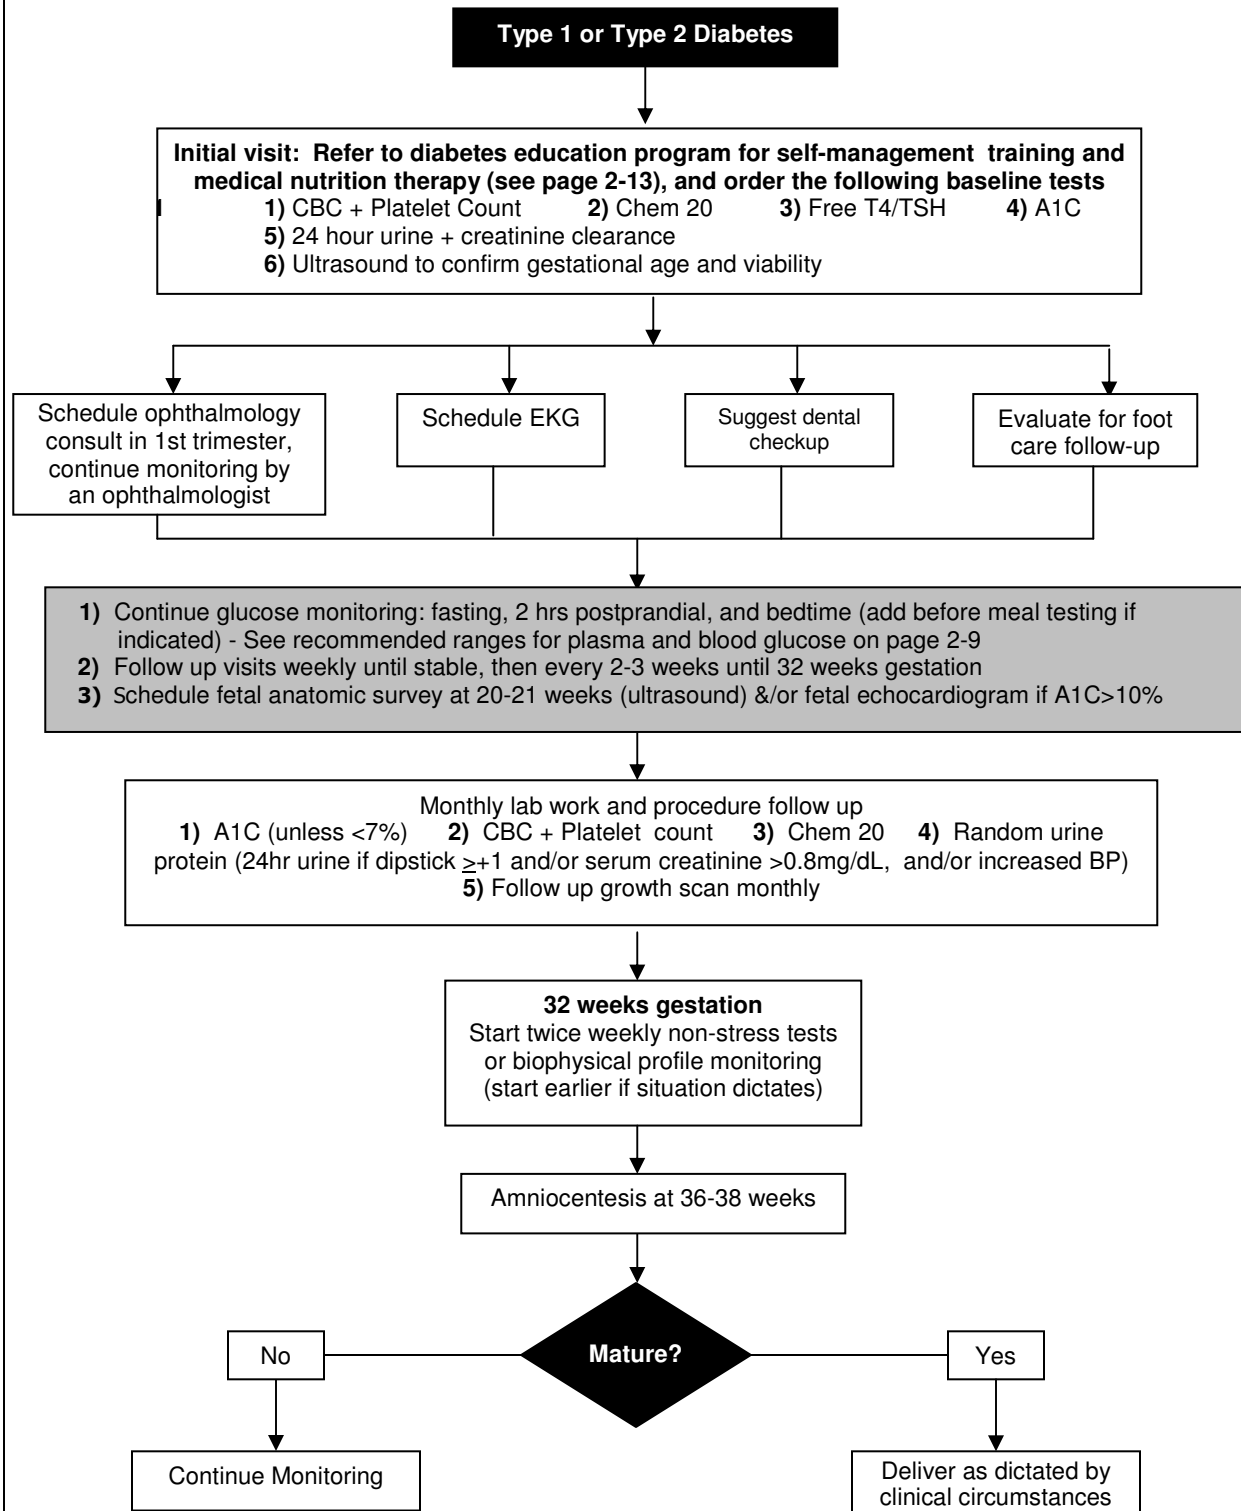 Type 1 or Type 2 Diabetes
Initial visit:  Refer to diabetes education program for self-management  training and
medical nutrition therapy (see page 2-13), and order the following baseline tests
1) CBC + Platelet Count 2) Chem 20 3) Free T4/TSH 4) A1C
5) 24 hour urine + creatinine clearance
6) Ultrasound to confirm gestational age and viability
Schedule ophthalmology
consult in 1st trimester,
continue monitoring by
an ophthalmologist
Schedule EKG
Suggest dental
checkup
Evaluate for foot
care follow-up
1) Continue glucose monitoring: fasting, 2 hrs postprandial, and bedtime (add before meal testing if
indicated) - See recommended ranges for plasma and blood glucose on page 2-9
2) Follow up visits weekly until stable, then every 2-3 weeks until 32 weeks gestation
3) Schedule fetal anatomic survey at 20-21 weeks (ultrasound) &/or fetal echocardiogram if A1C>10%
Monthly lab work and procedure follow up
1) A1C (unless <7%) 2) CBC + Platelet count 3) Chem 20 4) Random urine
protein (24hr urine if dipstick ≥+1 and/or serum creatinine >0.8mg/dL, and/or increased BP)
5) Follow up growth scan monthly
32 weeks gestation
Start twice weekly non-stress tests
or biophysical profile monitoring
(start earlier if situation dictates)
Amniocentesis at 36-38 weeks
Mature?
No
Yes
Continue Monitoring
Deliver as dictated by
clinical circumstances